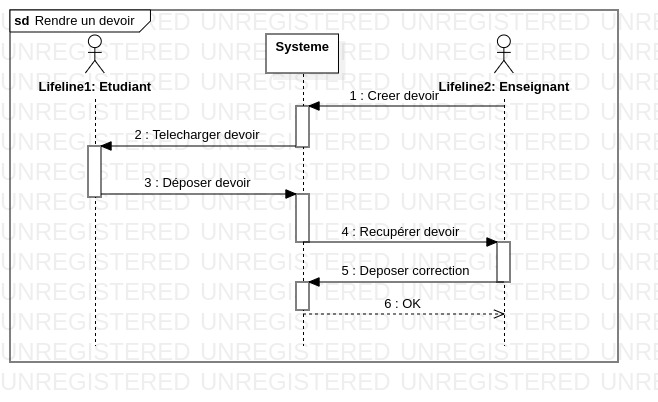 sd Rendre un devoir
Systeme
Lifeline1: Etudiant
Lifeline2: Enseignant
1 : Creer devoir
2 : Telecharger devoir
3 : Déposer devoir
4 : Recupérer devoir
5 : Deposer correction
6 : OK
UNREGISTERED UNREGISTERED UNREGISTERED UNREGISTERED